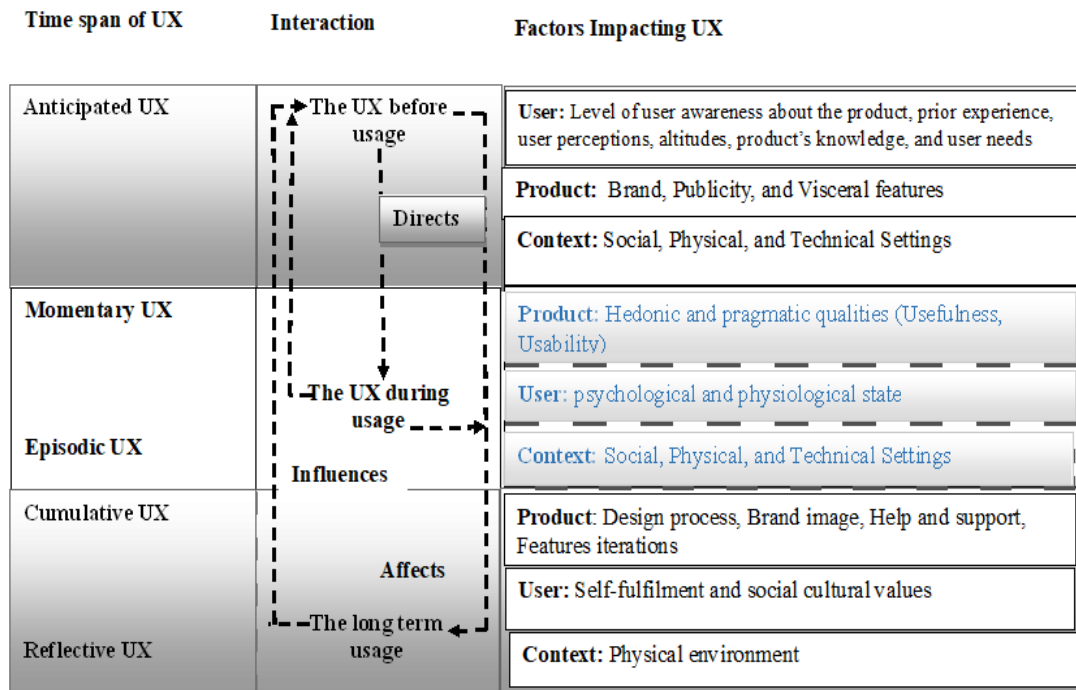 Time span of UX
Interaction
Factors Impacting UX
Anticipated UX
The UX before
usage
Directs
User: Level of user awareness about the product, prior experience,
user perceptions, altitudes, product's knowledge, and user needs
Product: Brand, Publicity, and Visceral features
Context: Social, Physical, and Technical Settings
Momentary UX
Episodic UX
The UX during
usage
Influences
Product: Hedonic and pragmatic qualities (Usefulness,
Usability)
User: psychological and physiological state
Context: Social, Physical, and Technical Settings
Cumulative UX
Reflective UX
Affects
The long term
usage
Product: Design process, Brand image, Help and support,
Features iterations
User: Self-fulfilment and social cultural values
Context: Physical environment